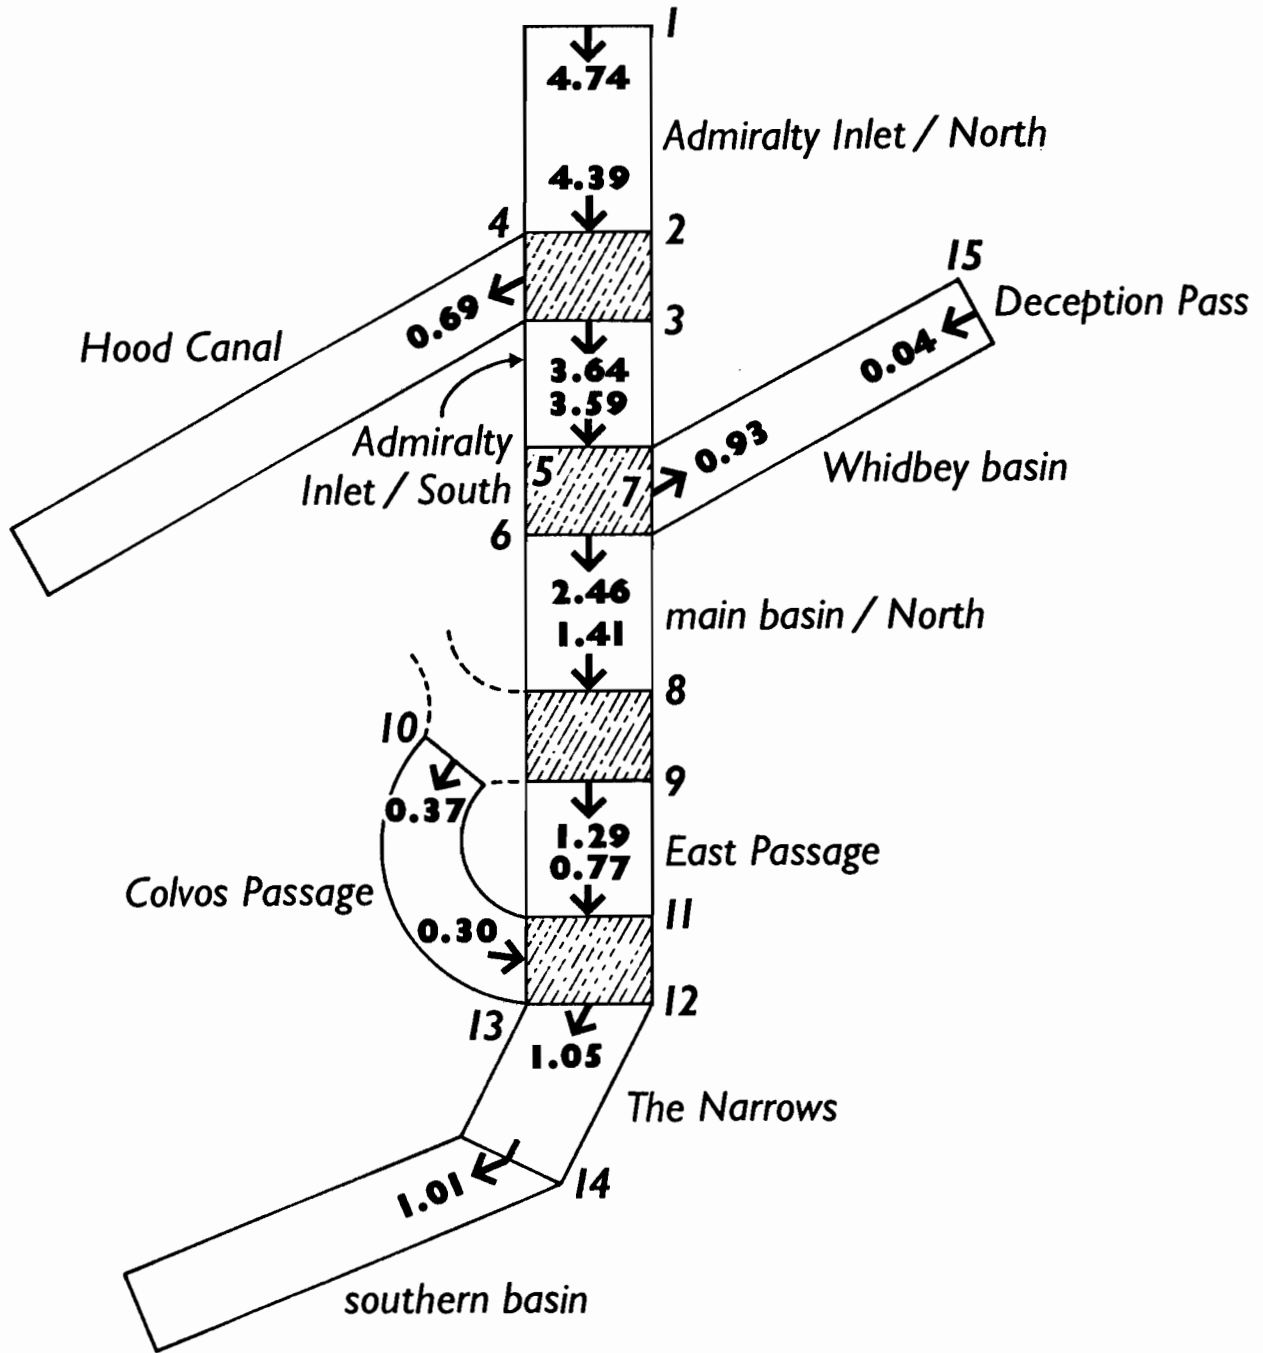 1
4.74
Admiralty Inlet / North
4.39
4
2
15
0.69
Deception Pass
3
Hood Canal
0.04
3.64
3.59
0.93
Admiralty
Inlet / South
5
7
Whidbey basin
6
2.46
main basin / North
1.41
8
10
9
0.37
1.29
East Passage
0.77
Colvos Passage
11
0.30
12
13
1.05
The Narrows
14
1.01
southern basin